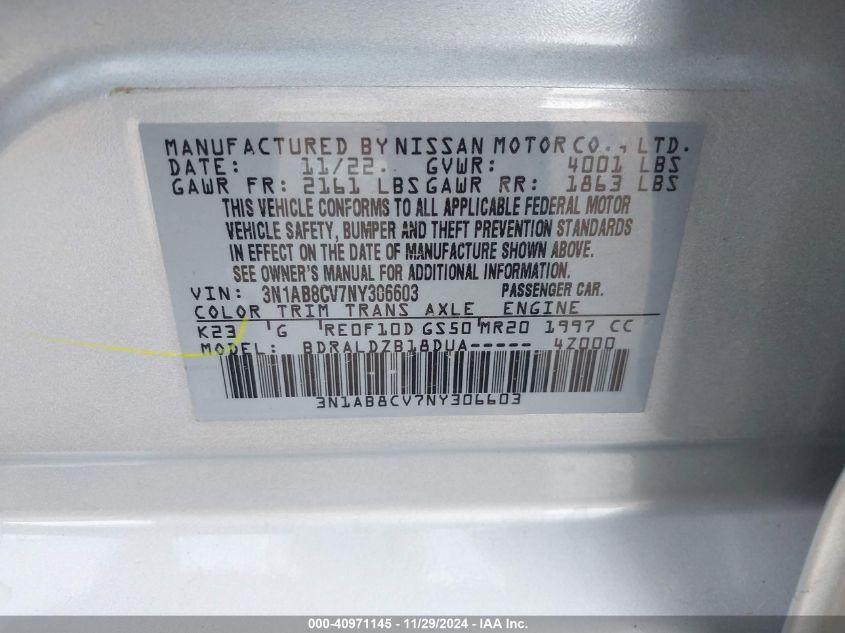 MANUFACTURED BY NISSAN MOTOR CO., LTD.
DATE: 11/22. GVWR: 4001 LBS
GAWR FR: 2161 LBS GAWR RR: 1863 LBS
THIS VEHICLE CONFORMS TO ALL APPLICABLE FEDERAL MOTOR
VEHICLE SAFETY, BUMPER AND THEFT PREVENTION STANDARDS
IN EFFECT ON THE DATE OF MANUFACTURE SHOWN ABOVE.
SEE OWNER'S MANUAL FOR ADDITIONAL INFORMATION.
VIN: 3N1AB8CV7NY306603 PASSENGER CAR.
COLOR TRIM TRANS AXLE ENGINE
K23 G RE0F10D GS50 MR20 1997 CC
MODEL: BDRALDZB18DUA----- 4Z000
3N1AB8CV7NY306603
000-40971145 - 11/29/2024 - IAA Inc.